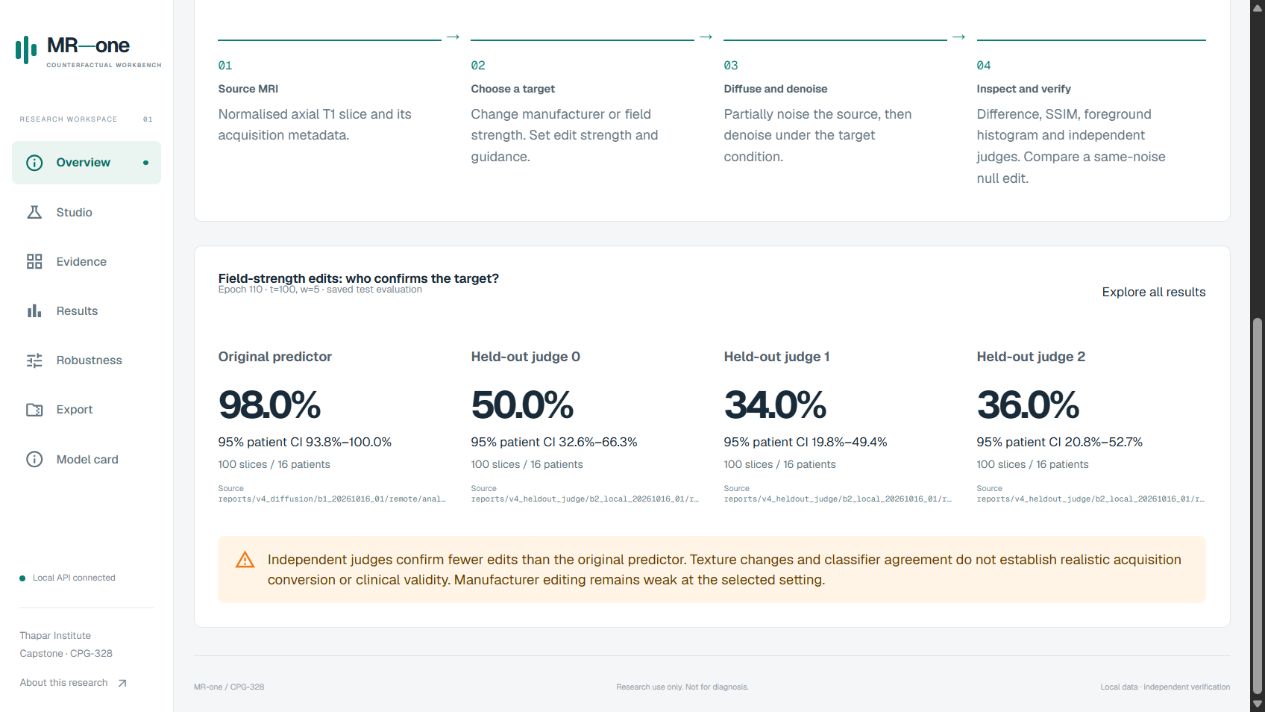 MR—one
COUNTERFACTUAL WORKBENCH
RESEARCH WORKSPACE 01
Overview
Studio
Evidence
Results
Robustness
Export
Model card
Local API connected
Thapar Institute
Capstone · CPG-328
About this research
01
Source MRI
Normalised axial T1 slice and its
acquisition metadata.
02
Choose a target
Change manufacturer or field
strength. Set edit strength and
guidance.
03
Diffuse and denoise
Partially noise the source, then
denoise under the target
condition.
04
Inspect and verify
Difference, SSIM, foreground
histogram and independent
judges. Compare a same-noise
null edit.
Field-strength edits: who confirms the target?
Epoch 110 · t=100, w=5 · saved test evaluation
Explore all results
Original predictor
98.0%
95% patient CI 93.8%–100.0%
100 slices / 16 patients
Source
reports/v4_diffusion/b1_20261016_01/remote/anal…
Held-out judge 0
50.0%
95% patient CI 32.6%–66.3%
100 slices / 16 patients
Source
reports/v4_heldout_judge/b2_local_20261016_01/r…
Held-out judge 1
34.0%
95% patient CI 19.8%–49.4%
100 slices / 16 patients
Source
reports/v4_heldout_judge/b2_local_20261016_01/r…
Held-out judge 2
36.0%
95% patient CI 20.8%–52.7%
100 slices / 16 patients
Source
reports/v4_heldout_judge/b2_local_20261016_01/r…
Independent judges confirm fewer edits than the original predictor. Texture changes and classifier agreement do not establish realistic acquisition
conversion or clinical validity. Manufacturer editing remains weak at the selected setting.
MR-one / CPG-328
Research use only. Not for diagnosis.
Local data · independent verification